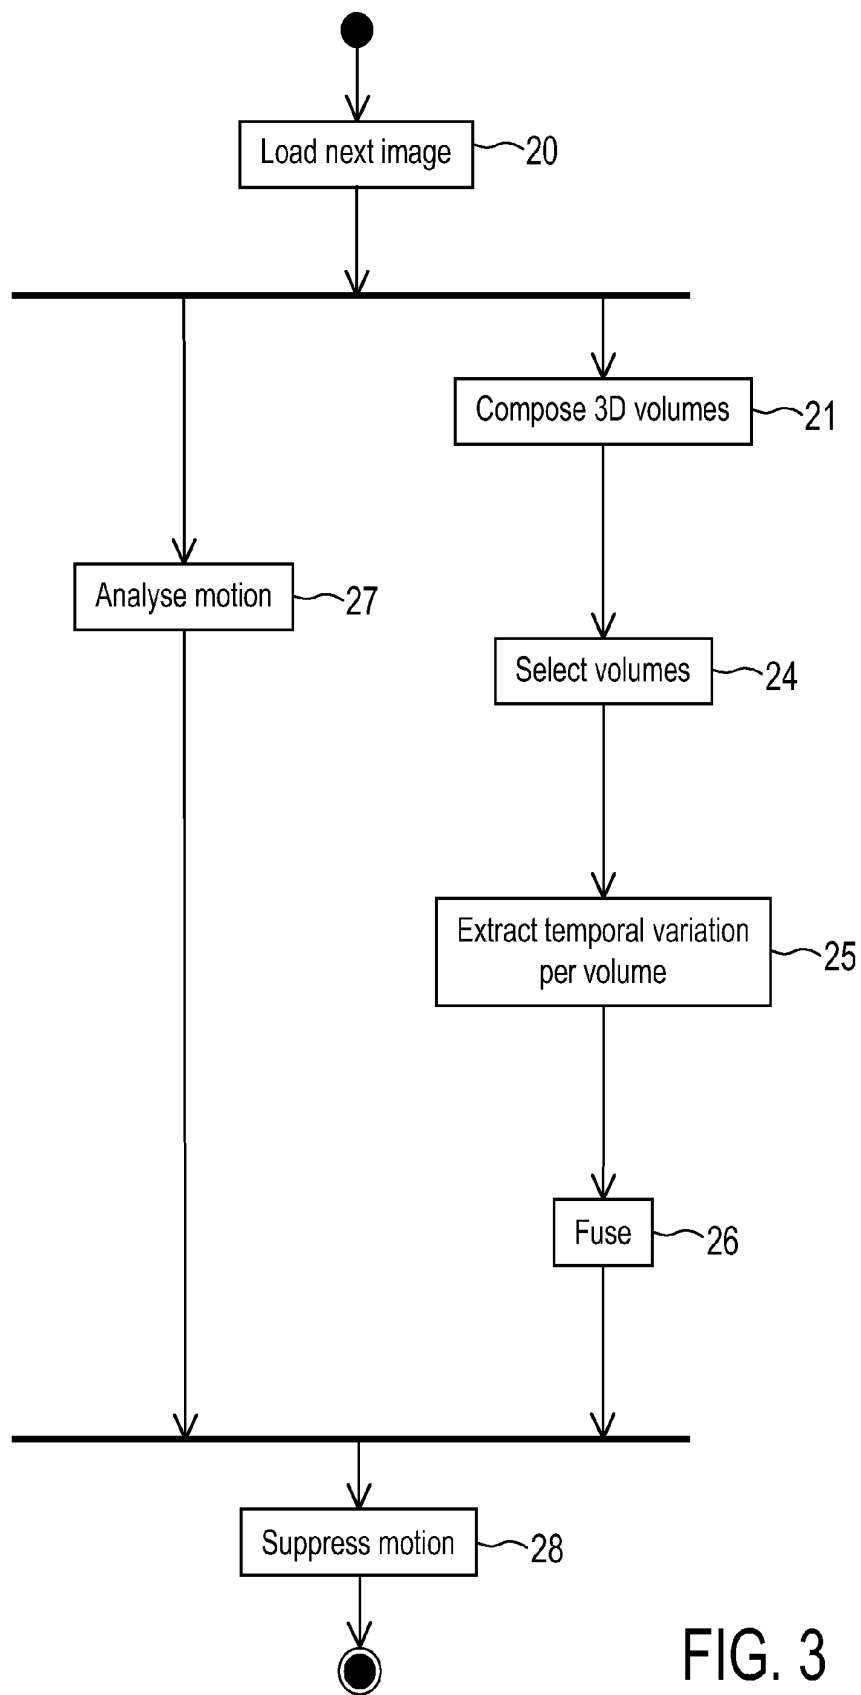 Load next image
20
Compose 3D volumes
21
Analyse motion
27
Select volumes
24
Extract temporal variation
per volume
25
Fuse
26
Suppress motion
28
FIG. 3